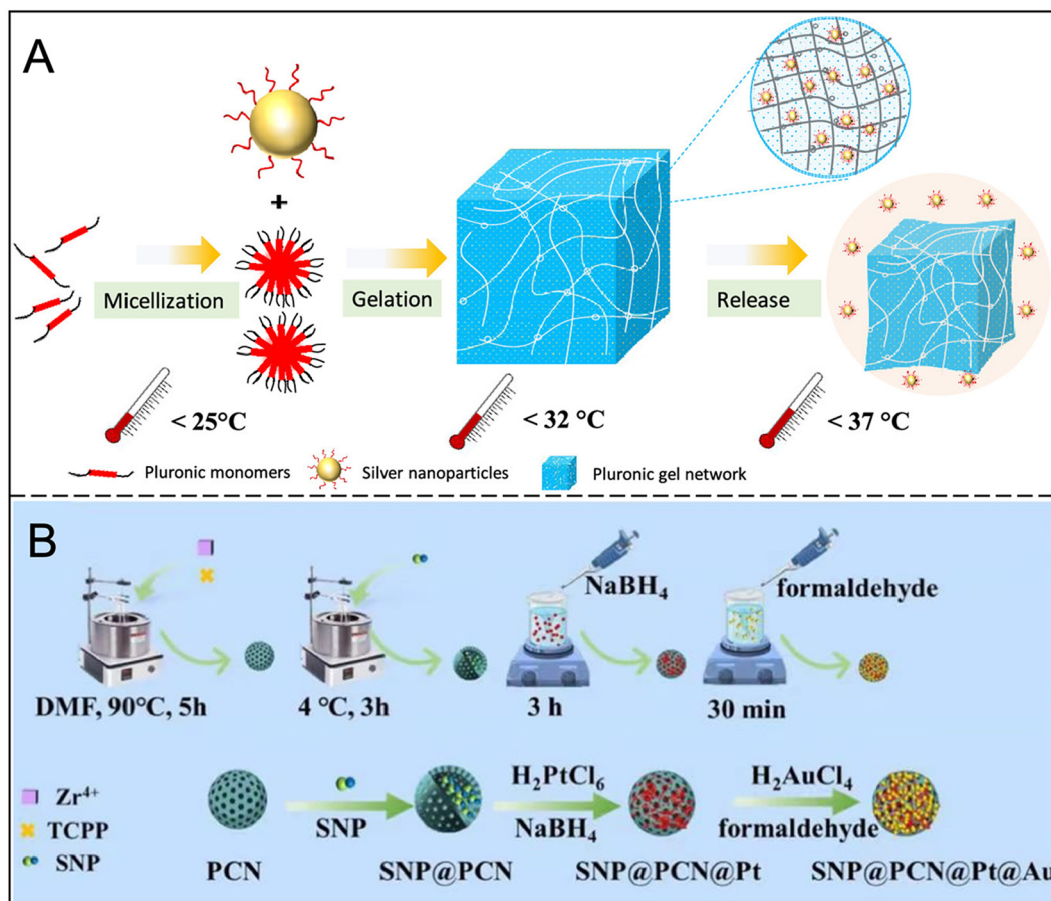 A
+
Micellization
Gelation
Release
< 25°C
< 32 °C
< 37 °C
Pluronic monomers
Silver nanoparticles
Pluronic gel network
B
NaBH4
formaldehyde
DMF, 90°C, 5h
4 °C, 3h
3 h
30 min
Zr4+
TCPP
SNP
SNP
H2PtCl6
NaBH4
H2AuCl4
formaldehyde
PCN
SNP@PCN
SNP@PCN@Pt
SNP@PCN@Pt@Au